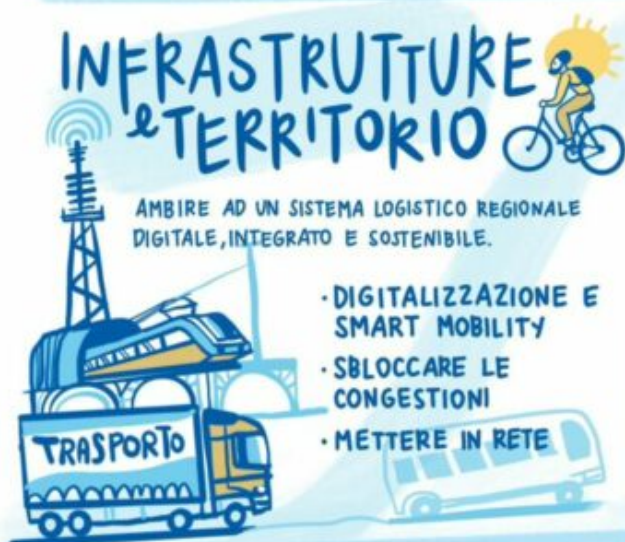 INFRASTRUTTURE
e TERRITORIO
AMBIRE AD UN SISTEMA LOGISTICO REGIONALE
DIGITALE, INTEGRATO E SOSTENIBILE.
• DIGITALIZZAZIONE E
SMART MOBILITY
• SBLOCCARE LE
CONGESTIONI
• METTERE IN RETE
TRASPORTO